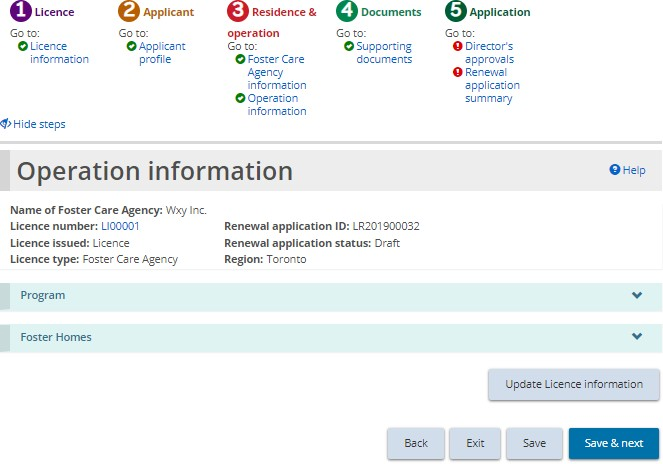 1 Licence
Go to:
Licence
information
2 Applicant
Go to:
Applicant
profile
3 Residence &
operation
Go to:
Foster Care
Agency
information
Operation
information
4 Documents
Go to:
Supporting
documents
5 Application
Go to:
Director's
approvals
Renewal
application
summary
Hide steps
Operation information
Help
Name of Foster Care Agency: Wxy Inc.
Licence number: LI00001 Renewal application ID: LR201900032
Licence issued: Licence Renewal application status: Draft
Licence type: Foster Care Agency Region: Toronto
Program
Foster Homes
Update Licence information
Back Exit Save Save & next